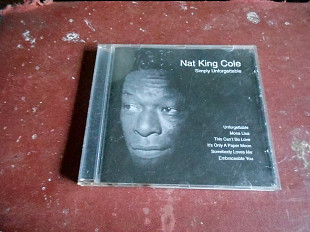 Nat King Cole
Simply Unforgettable
Unforgettable
Mona Lisa
This Can't Be Love
It's Only A Paper Moon
Somebody Loves Me
Embraceable You